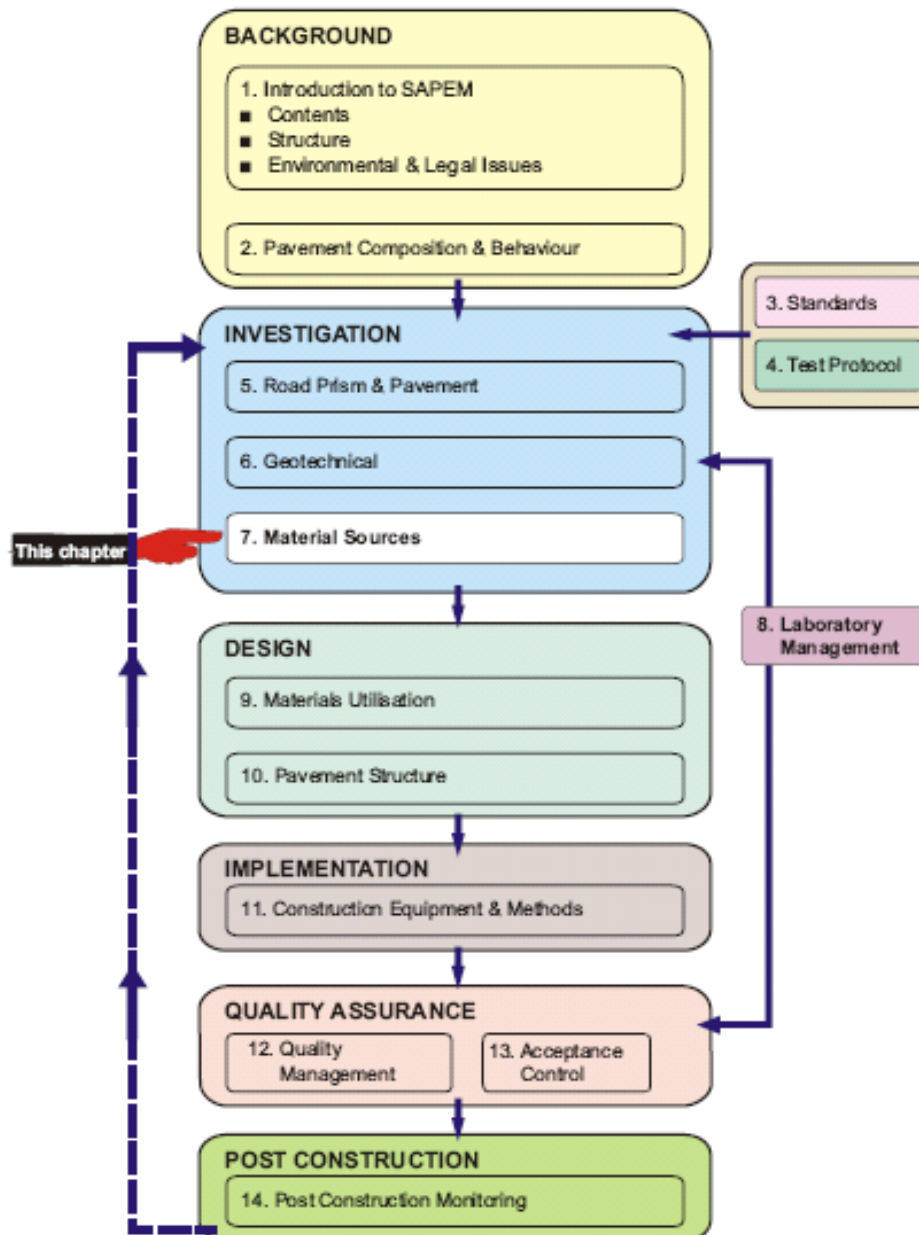 BACKGROUND
1. Introduction to SAPEM
■ Contents
■ Structure
■ Environmental & Legal Issues
2. Pavement Composition & Behaviour
3. Standards
4. Test Protocol
INVESTIGATION
5. Road Prism & Pavement
6. Geotechnical
This chapter
7. Material Sources
8. Laboratory
Management
DESIGN
9. Materials Utilisation
10. Pavement Structure
IMPLEMENTATION
11. Construction Equipment & Methods
QUALITY ASSURANCE
12. Quality
Management
13. Acceptance
Control
POST CONSTRUCTION
14. Post Construction Monitoring